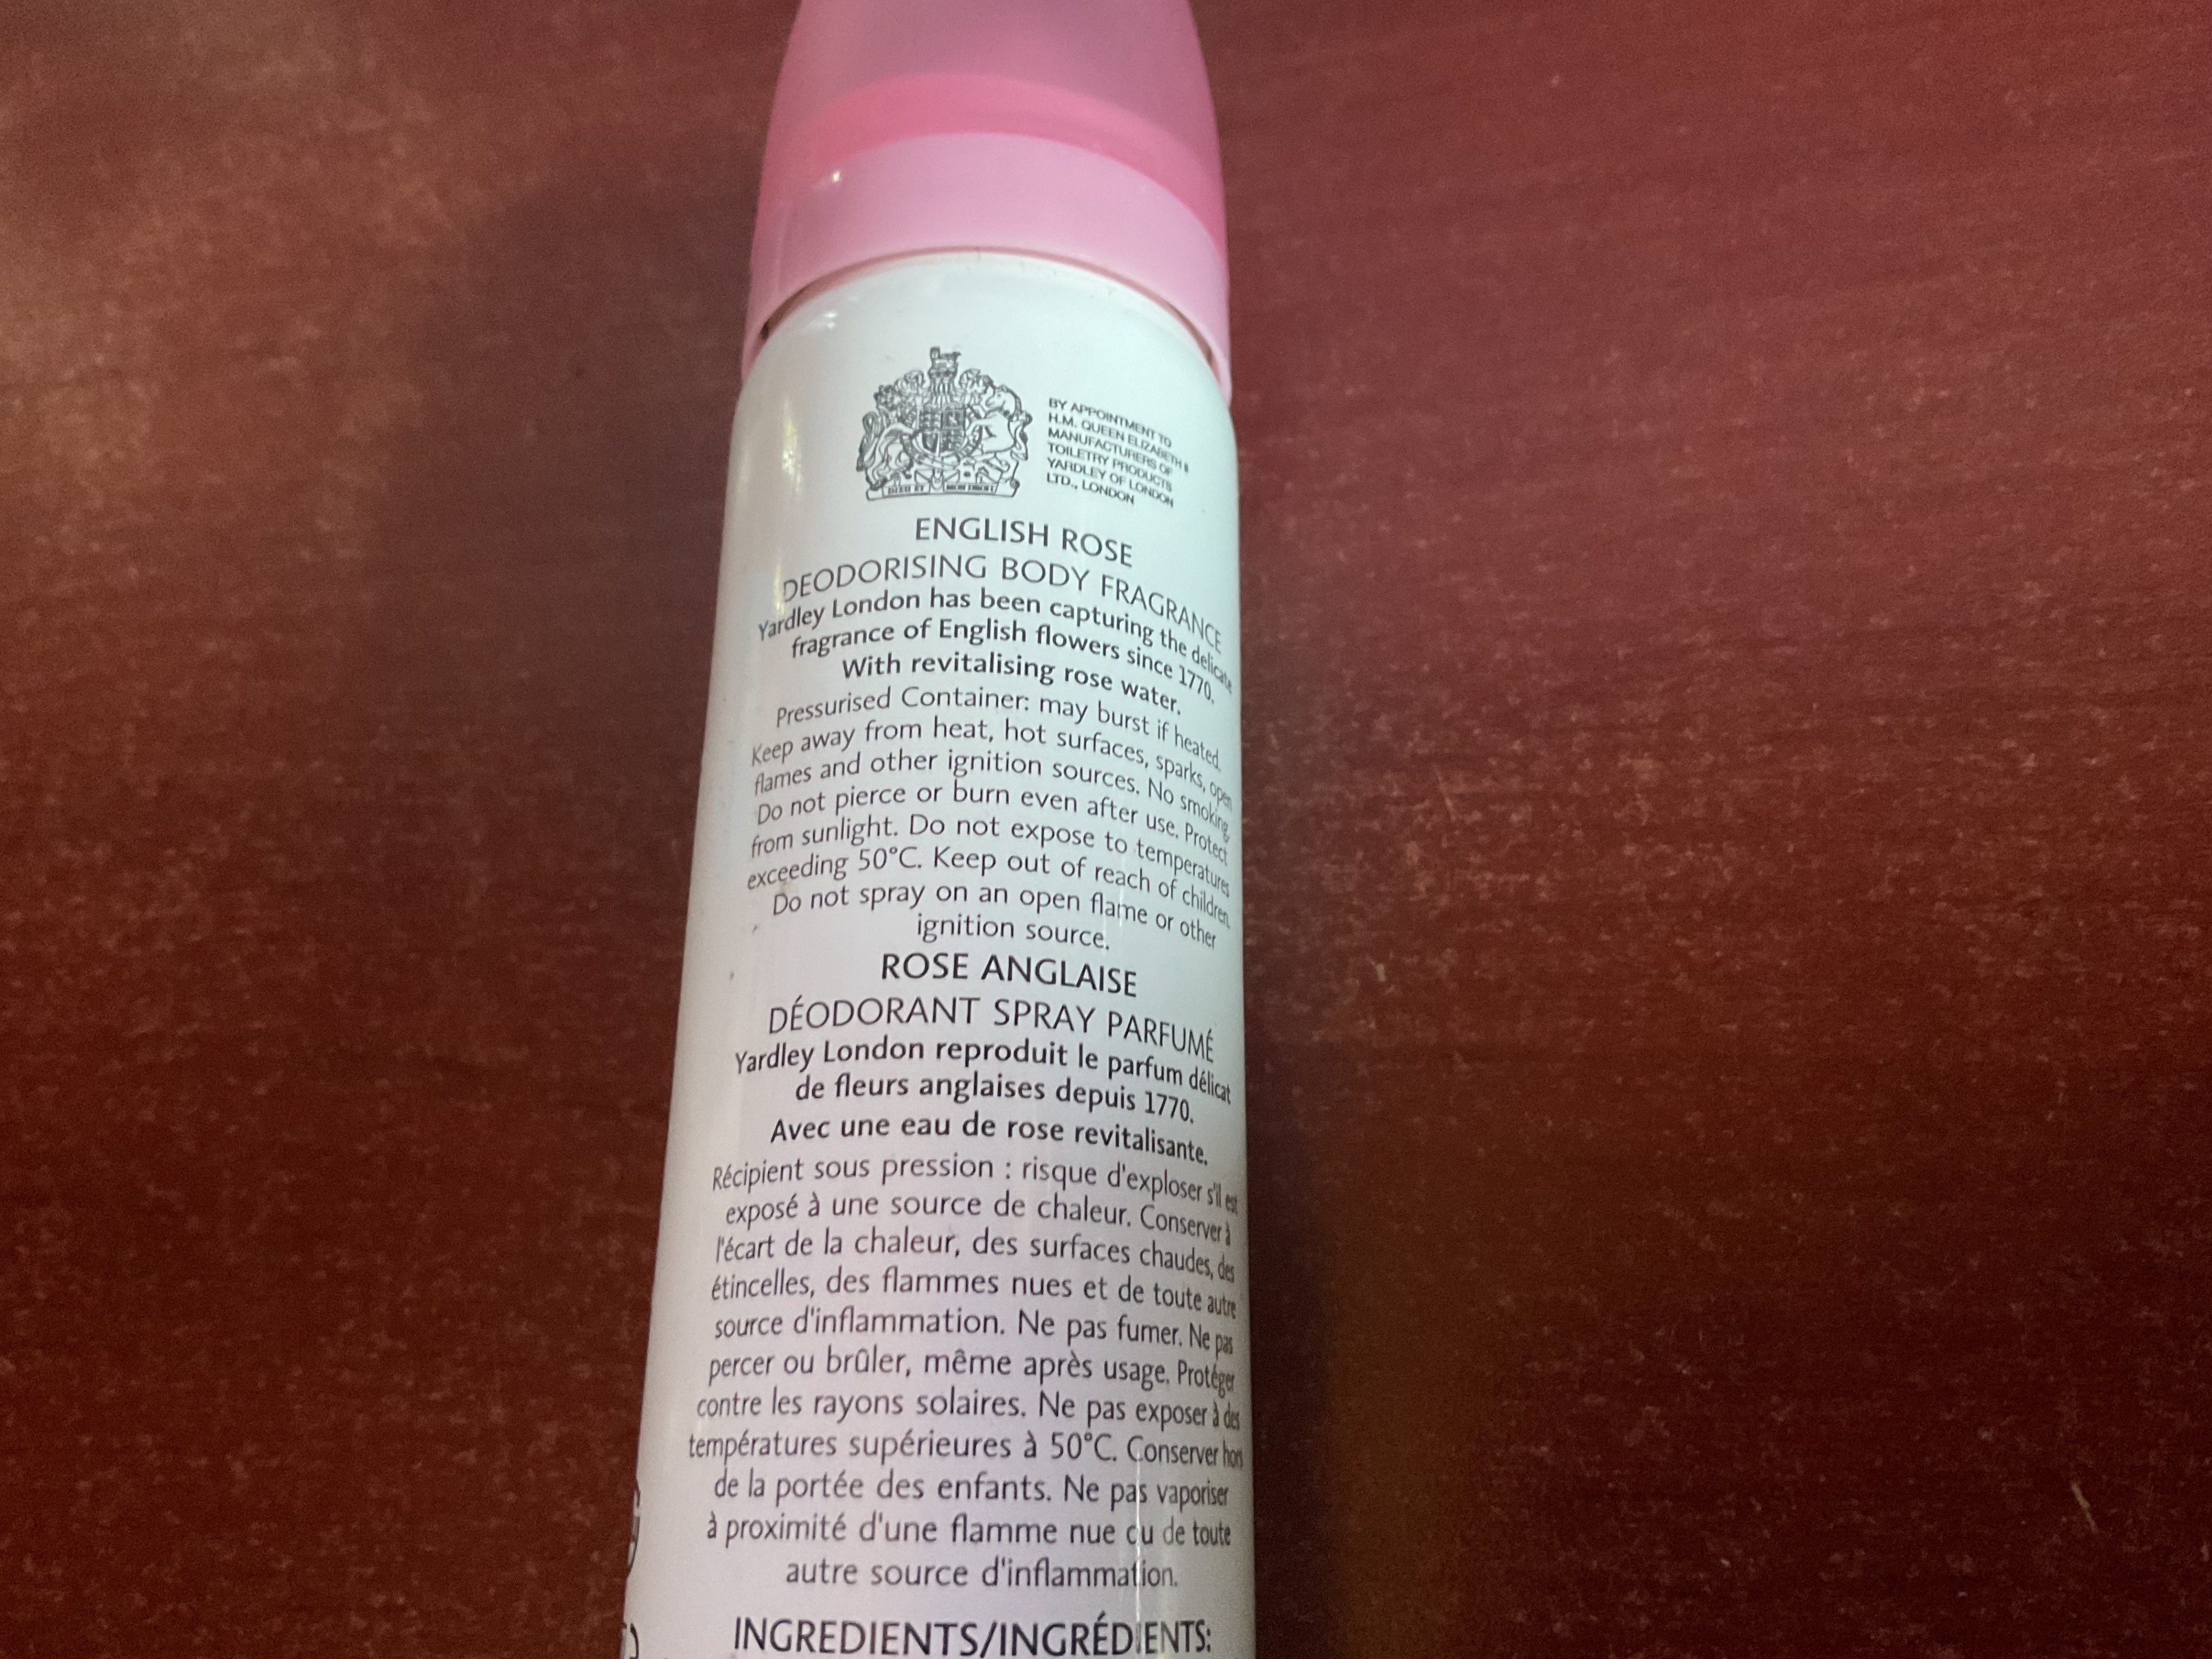 BY APPOINTMENT TO
H.M. QUEEN ELIZABETH II
MANUFACTURERS OF
TOILETRY PRODUCTS
YARDLEY OF LONDON
LTD., LONDON
ENGLISH ROSE
DEODORISING BODY FRAGRANCE
Yardley London has been capturing the delicate
fragrance of English flowers since 1770.
With revitalising rose water.
Pressurised Container: may burst if heated.
Keep away from heat, hot surfaces, sparks, open
flames and other ignition sources. No smoking.
Do not pierce or burn even after use. Protect
from sunlight. Do not expose to temperatures
exceeding 50°C. Keep out of reach of children.
Do not spray on an open flame or other
ignition source.
ROSE ANGLAISE
DÉODORANT SPRAY PARFUMÉ
Yardley London reproduit le parfum délicat
de fleurs anglaises depuis 1770.
Avec une eau de rose revitalisante.
Récipient sous pression : risque d'exploser s'il est
exposé à une source de chaleur. Conserver à
l'écart de la chaleur, des surfaces chaudes, des
étincelles, des flammes nues et de toute autre
source d'inflammation. Ne pas fumer. Ne pas
percer ou brûler, même après usage. Protéger
contre les rayons solaires. Ne pas exposer à des
températures supérieures à 50°C. Conserver hors
de la portée des enfants. Ne pas vaporiser
à proximité d'une flamme nue ou de toute
autre source d'inflammation.
INGREDIENTS/INGRÉDIENTS: